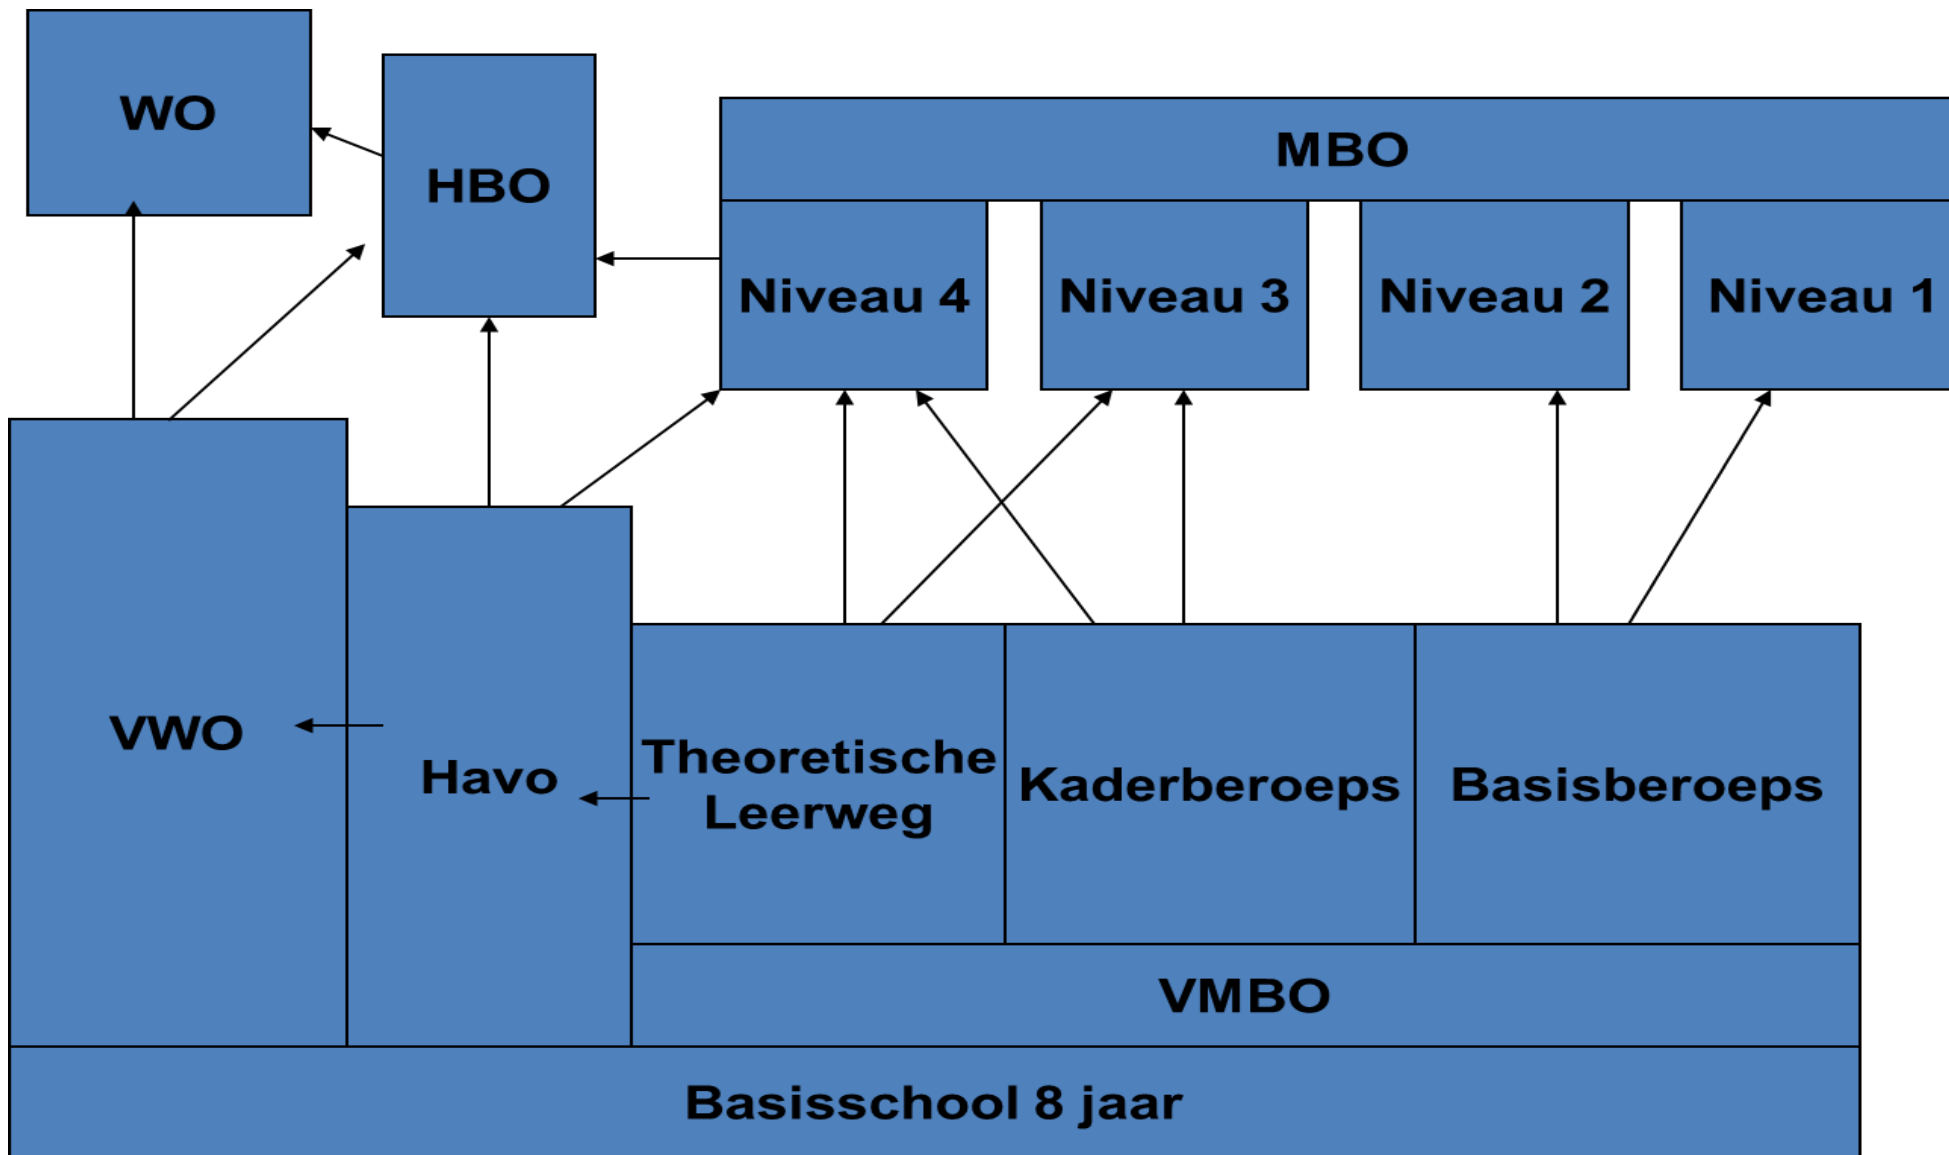 WO
HBO
MBO
Niveau 4
Niveau 3
Niveau 2
Niveau 1
VWO
Havo
Theoretische
Leerweg
Kaderberoeps
Basisberoeps
VMBO
Basisschool 8 jaar